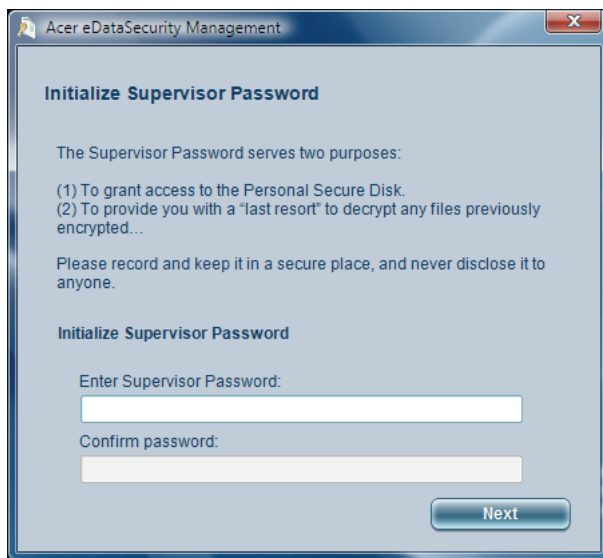 Acer eDataSecurity Management
Initialize Supervisor Password
The Supervisor Password serves two purposes:
(1) To grant access to the Personal Secure Disk.
(2) To provide you with a “last resort” to decrypt any files previously
encrypted...
Please record and keep it in a secure place, and never disclose it to
anyone.
Initialize Supervisor Password
Enter Supervisor Password:
Confirm password:
Next